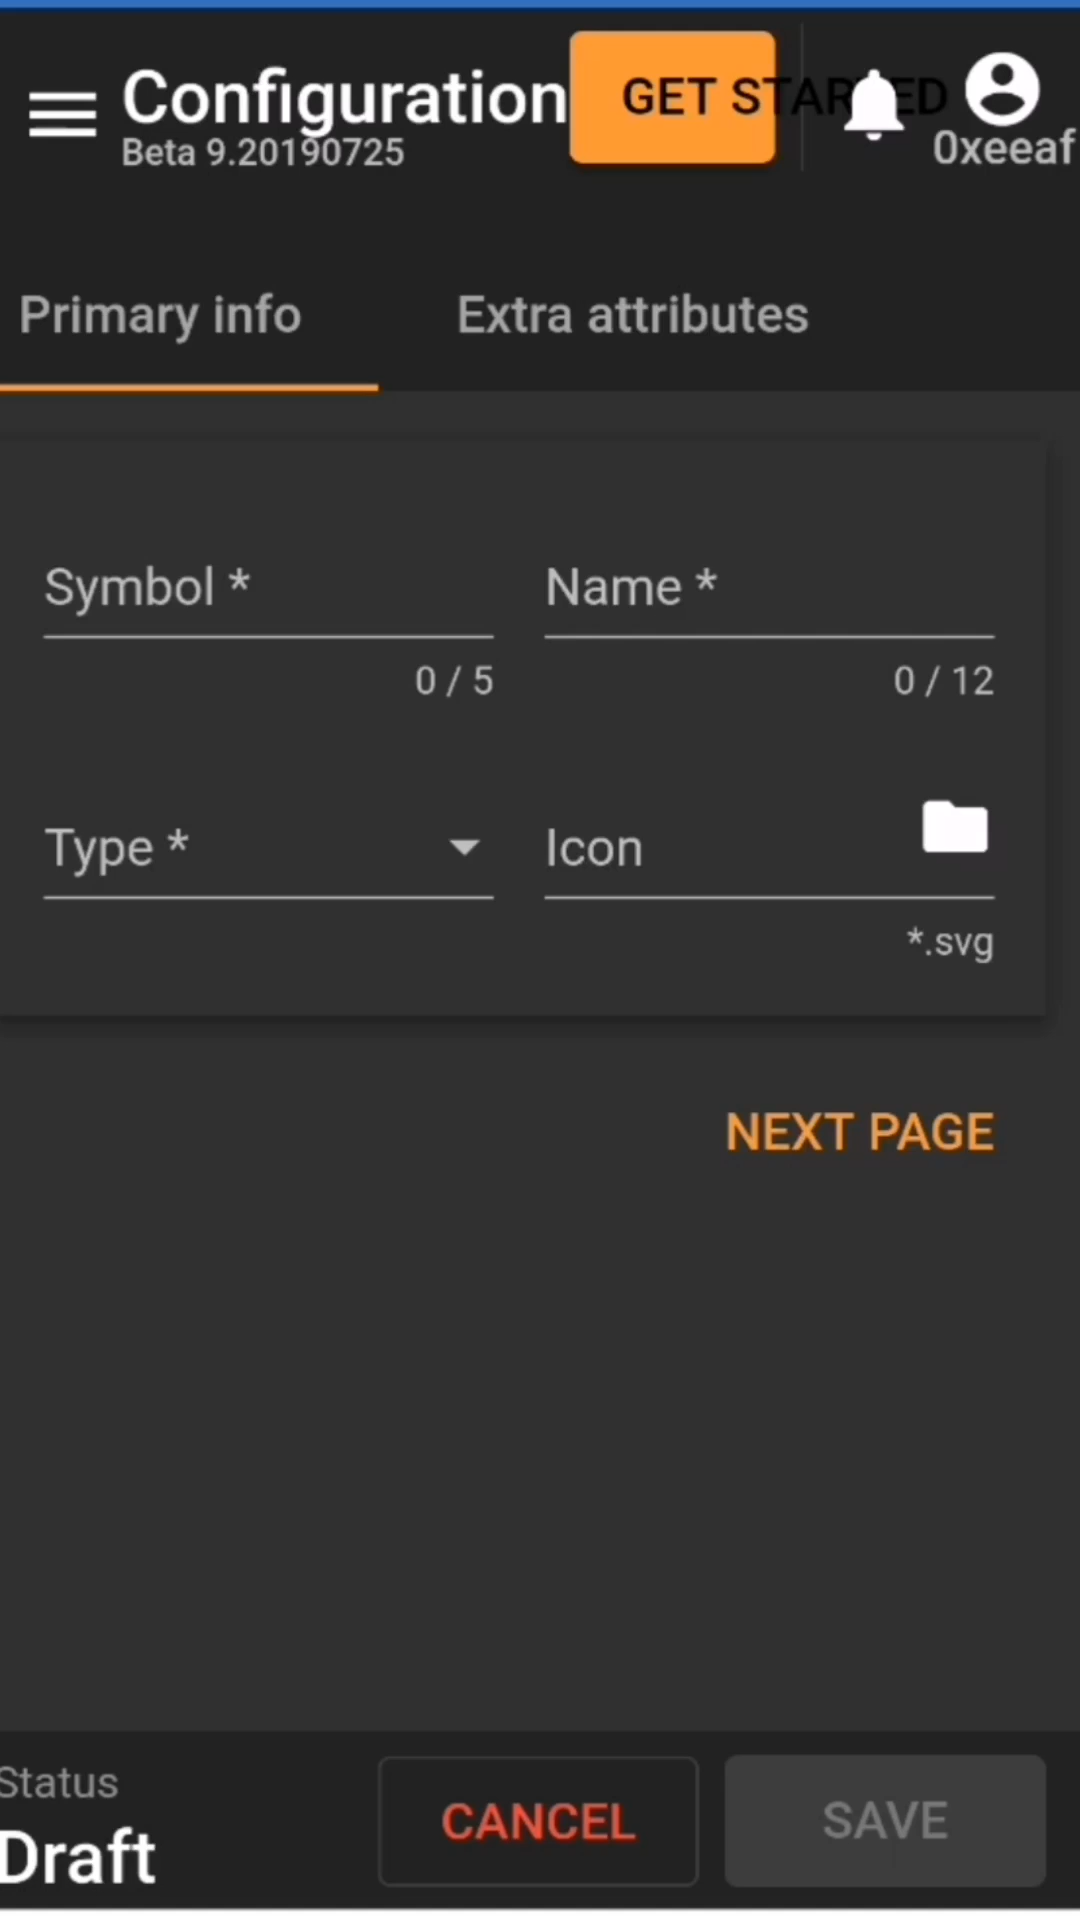 Configuration
GET STARTED
Beta 9.20190725
0xeeaf
Primary info
Extra attributes
Symbol *
Name *
0 / 5
0 / 12
Type *
Icon
*.svg
NEXT PAGE
Status
Draft
CANCEL
SAVE